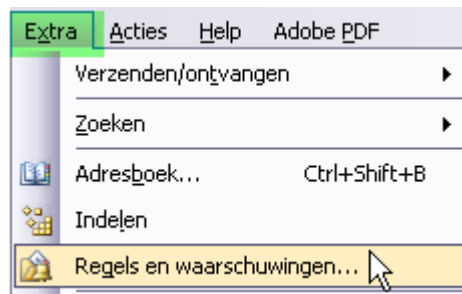 Extra Acties Help Adobe PDF
Verzenden/ontvangen
Zoeken
Adresboek... Ctrl+Shift+B
Indelen
Regels en waarschuwingen...